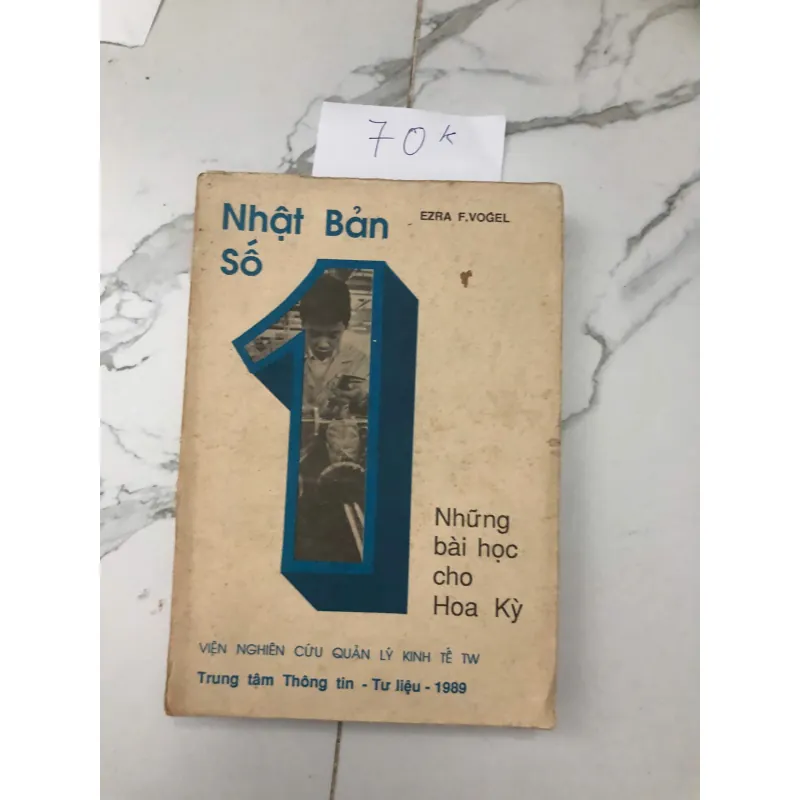 70k
Nhật Bản
EZRA F.VOGEL
Số
1
Những
bài học
cho
Hoa Kỳ
VIỆN NGHIÊN CỨU QUẢN LÝ KINH TẾ TW
Trung tâm Thông tin - Tư liệu - 1989